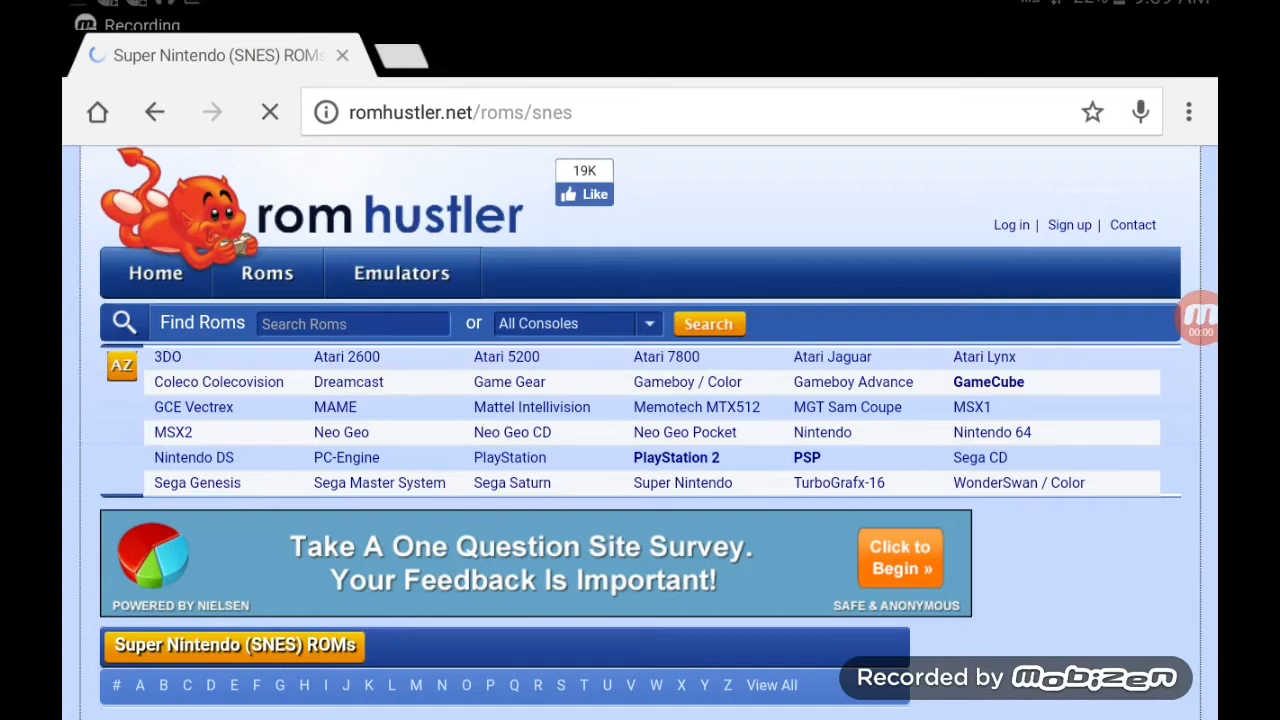 Recording
Super Nintendo (SNES) ROMs
romhustler.net/roms/snes
19K
Like
rom hustler
Log in | Sign up | Contact
Home Roms Emulators
Find Roms Search Roms or All Consoles Search
AZ
3DO Atari 2600 Atari 5200 Atari 7800 Atari Jaguar Atari Lynx
Coleco Colecovision Dreamcast Game Gear Gameboy / Color Gameboy Advance GameCube
GCE Vectrex MAME Mattel Intellivision Memotech MTX512 MGT Sam Coupe MSX1
MSX2 Neo Geo Neo Geo CD Neo Geo Pocket Nintendo Nintendo 64
Nintendo DS PC-Engine PlayStation PlayStation 2 PSP Sega CD
Sega Genesis Sega Master System Sega Saturn Super Nintendo TurboGrafx-16 WonderSwan / Color
00:00
Take A One Question Site Survey.
Your Feedback Is Important!
Click to
Begin »
POWERED BY NIELSEN SAFE & ANONYMOUS
Super Nintendo (SNES) ROMs
# A B C D E F G H I J K L M N O P Q R S T U V W X Y Z View All
Recorded by mobizen